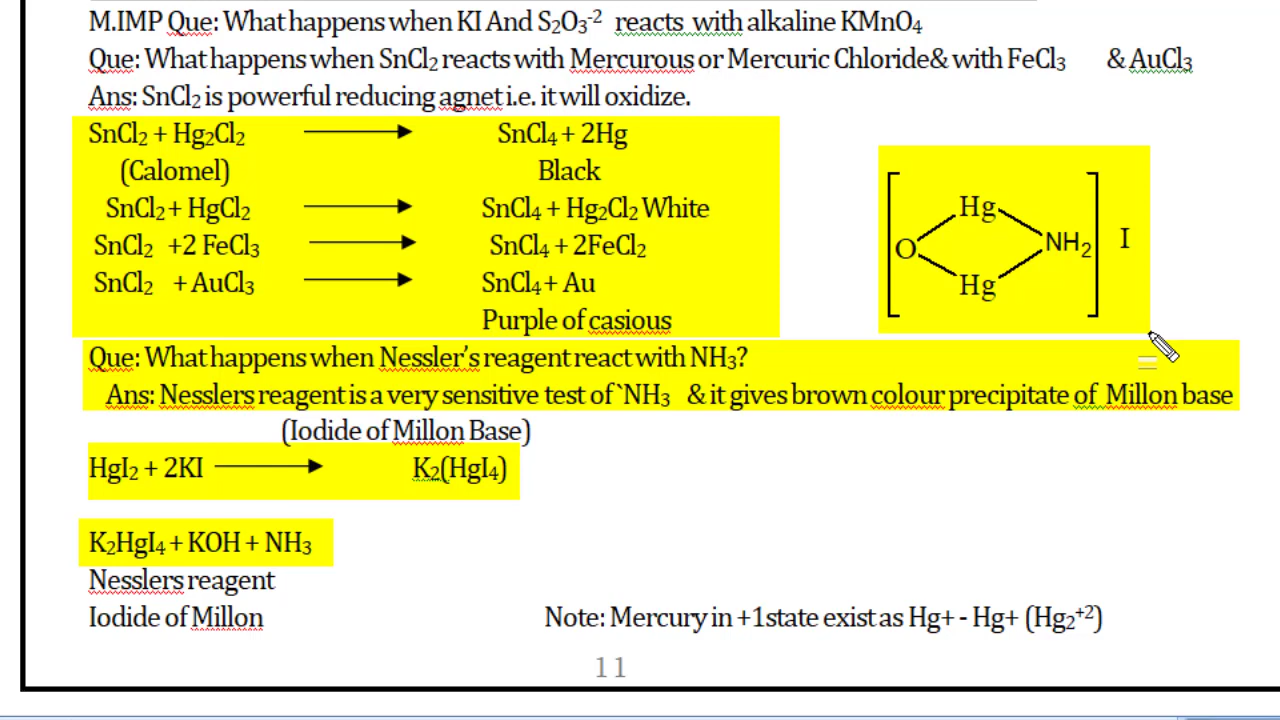 M.IMP Que: What happens when KI And S₂O₃⁻² reacts with alkaline KMnO₄
Que: What happens when SnCl₂ reacts with Mercurous or Mercuric Chloride& with FeCl₃ & AuCl₃
Ans: SnCl₂ is powerful reducing agnet i.e. it will oxidize.
SnCl₂ + Hg₂Cl₂ ⟶ SnCl₄ + 2Hg
(Calomel) Black
SnCl₂ + HgCl₂ ⟶ SnCl₄ + Hg₂Cl₂ White
SnCl₂ +2 FeCl₃ ⟶ SnCl₄ + 2FeCl₂
SnCl₂ + AuCl₃ ⟶ SnCl₄ + Au
Purple of casious
Hg
O NH₂ I
Hg
Que: What happens when Nessler's reagent react with NH₃?
Ans: Nesslers reagent is a very sensitive test of `NH₃ & it gives brown colour precipitate of Millon base
(Iodide of Millon Base)
HgI₂ + 2KI ⟶ K₂(HgI₄)
K₂HgI₄ + KOH + NH₃
Nesslers reagent
Iodide of Millon Note: Mercury in +1state exist as Hg+ - Hg+ (Hg₂⁺²)
11